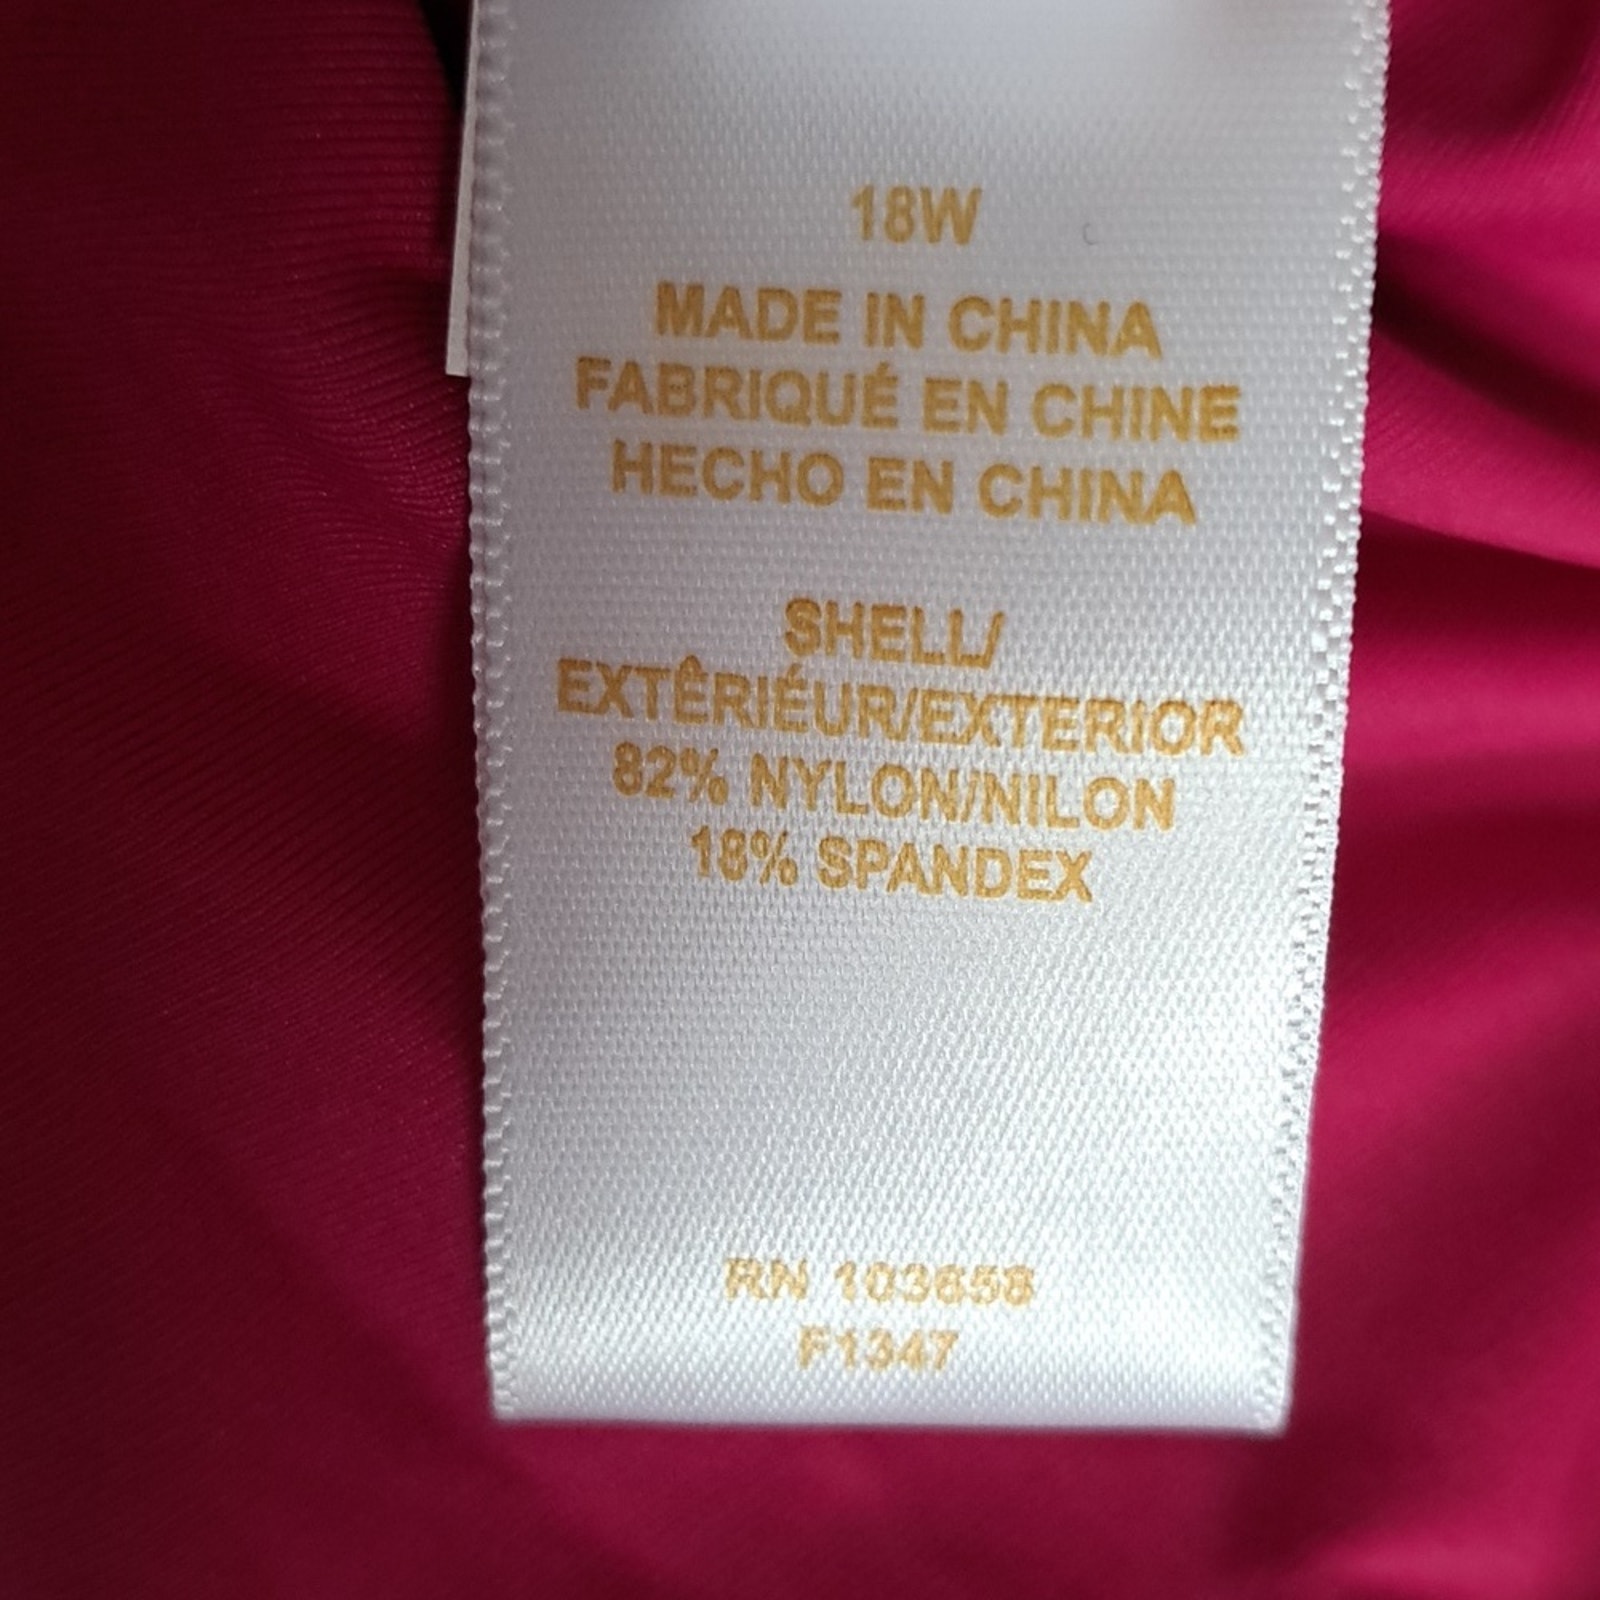 18W
MADE IN CHINA
FABRIQUÉ EN CHINE
HECHO EN CHINA
SHELL/
EXTÊRIÉUR/EXTERIOR
82% NYLON/NILON
18% SPANDEX
RN 103658
F1347